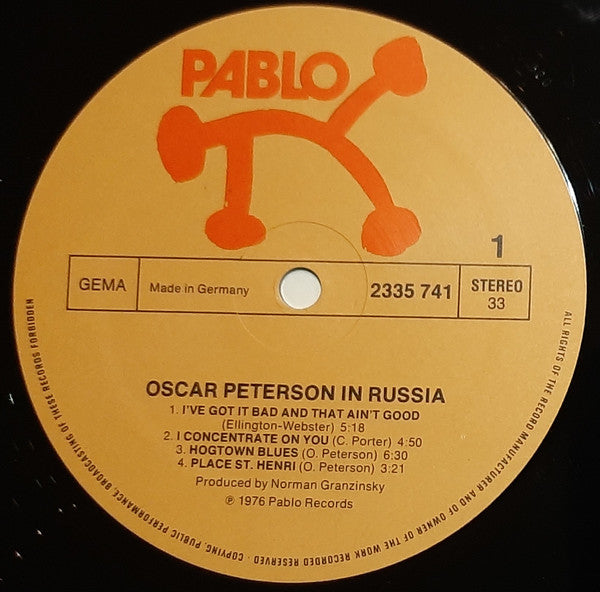 PABLO
1
GEMA
Made in Germany
2335 741
STEREO
33
OSCAR PETERSON IN RUSSIA
1. I'VE GOT IT BAD AND THAT AIN'T GOOD
(Ellington-Webster) 5:18
2. I CONCENTRATE ON YOU (C. Porter) 4:50
3. HOGTOWN BLUES (O. Peterson) 6:30
4. PLACE ST. HENRI (O. Peterson) 3:21
Produced by Norman Granzinsky
℗ 1976 Pablo Records
ALL RIGHTS OF THE RECORD MANUFACTURER AND OF OWNER OF THE WORK RECORDED RESERVED · COPYING, PUBLIC PERFORMANCE, BROADCASTING OF THESE RECORDS FORBIDDEN